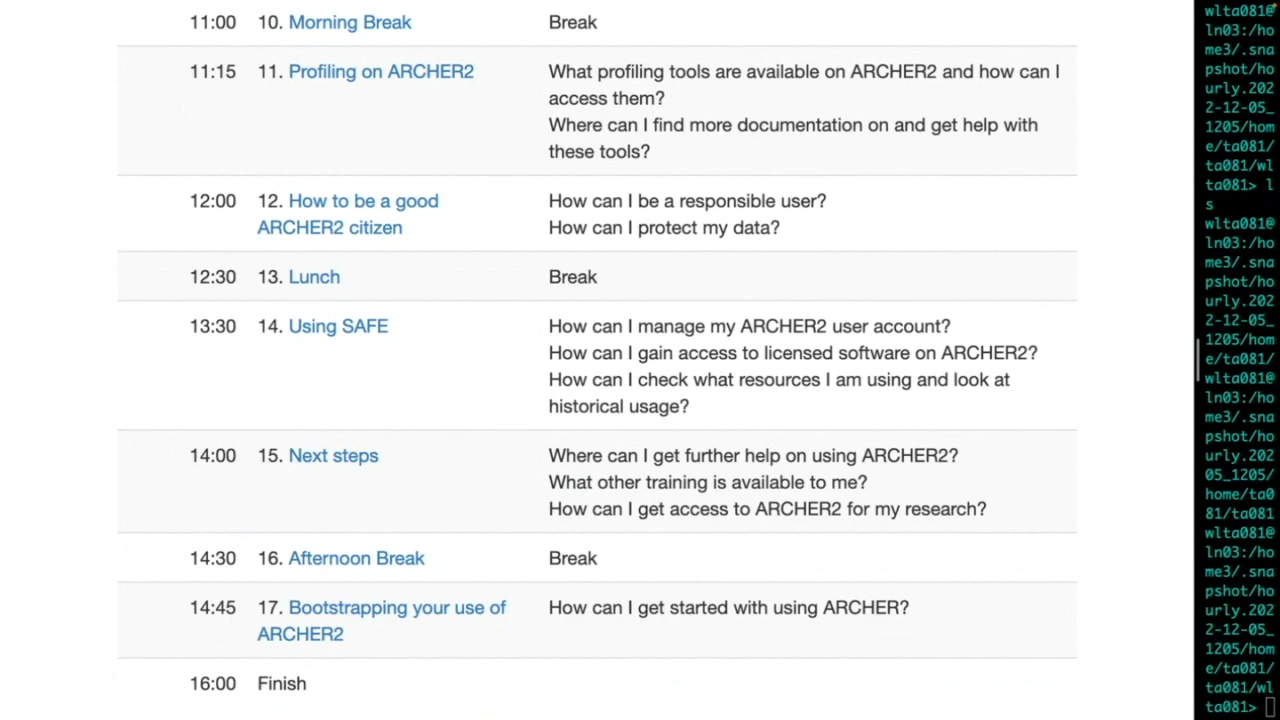 11:00 10. Morning Break Break
11:15 11. Profiling on ARCHER2 What profiling tools are available on ARCHER2 and how can I
access them?
Where can I find more documentation on and get help with
these tools?
12:00 12. How to be a good How can I be a responsible user?
ARCHER2 citizen How can I protect my data?
12:30 13. Lunch Break
13:30 14. Using SAFE How can I manage my ARCHER2 user account?
How can I gain access to licensed software on ARCHER2?
How can I check what resources I am using and look at
historical usage?
14:00 15. Next steps Where can I get further help on using ARCHER2?
What other training is available to me?
How can I get access to ARCHER2 for my research?
14:30 16. Afternoon Break Break
14:45 17. Bootstrapping your use of How can I get started with using ARCHER?
ARCHER2
16:00 Finish
wlta081@
ln03:/ho
me3/.sna
pshot/ho
urly.202
2-12-05_
1205/hom
e/ta081/
ta081/wl
ta081> l
s
wlta081@
ln03:/ho
me3/.sna
pshot/ho
urly.202
2-12-05_
1205/hom
e/ta081/
wlta081@
ln03:/ho
me3/.sna
pshot/ho
urly.202
05_1205/
home/ta0
81/ta081
wlta081@
ln03:/ho
me3/.sna
pshot/ho
urly.202
2-12-05_
1205/hom
e/ta081/
ta081/wl
ta081>